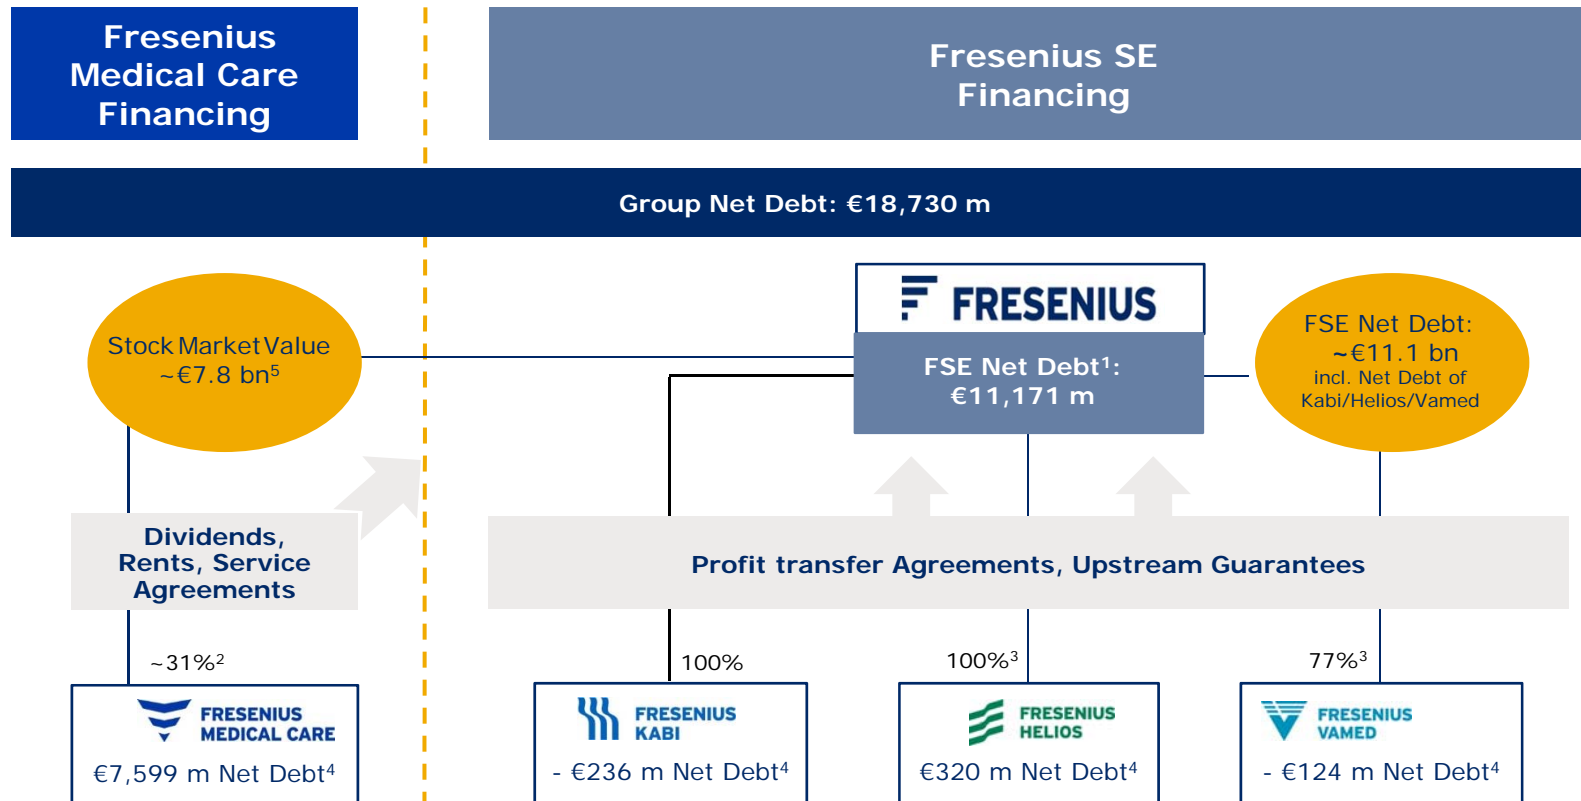 Fresenius
Medical Care
Financing
Fresenius SE
Financing
Group Net Debt: €18,730 m
Stock Market Value
~€7.8 bn⁵
FRESENIUS
FSE Net Debt¹:
€11,171 m
FSE Net Debt:
~€11.1 bn
incl. Net Debt of
Kabi/Helios/Vamed
Dividends,
Rents, Service
Agreements
Profit transfer Agreements, Upstream Guarantees
~31%²
100%
100%³
77%³
FRESENIUS
MEDICAL CARE
€7,599 m Net Debt⁴
FRESENIUS
KABI
- €236 m Net Debt⁴
FRESENIUS
HELIOS
€320 m Net Debt⁴
FRESENIUS
VAMED
- €124 m Net Debt⁴